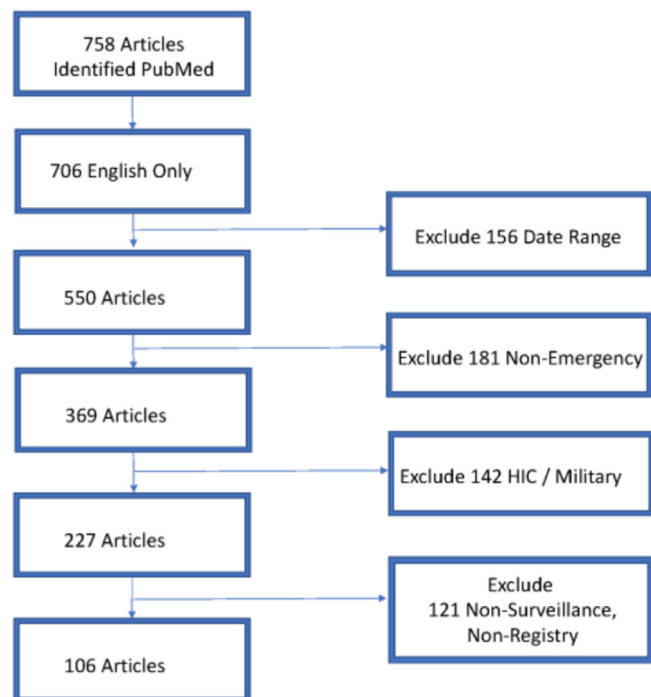 758 Articles
Identified PubMed
706 English Only
Exclude 156 Date Range
550 Articles
Exclude 181 Non-Emergency
369 Articles
Exclude 142 HIC / Military
227 Articles
Exclude
121 Non-Surveillance,
Non-Registry
106 Articles